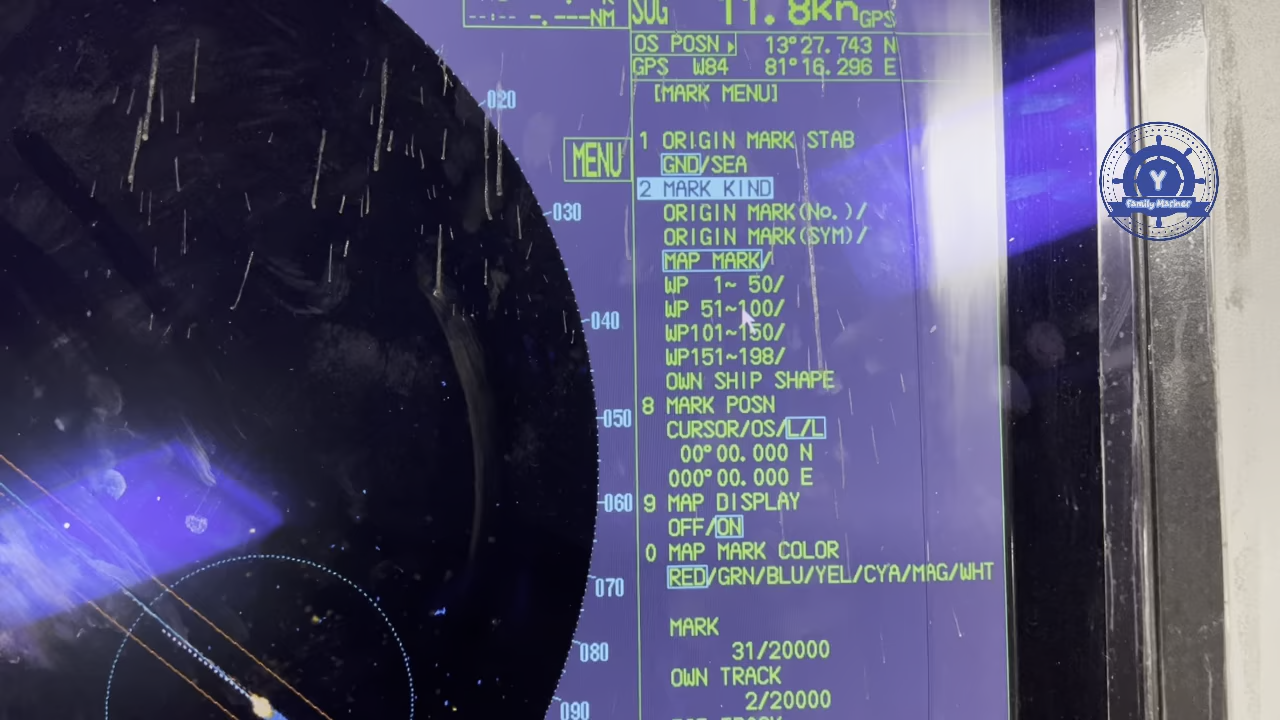 --:-- -.---NM
SOG 11.8kn GPS
OS POSN 13°27.743 N
GPS W84 81°16.296 E
[MARK MENU]
1 ORIGIN MARK STAB
GND/SEA
MENU
2 MARK KIND
ORIGIN MARK(No.)/
ORIGIN MARK(SYM)/
MAP MARK/
WP 1~ 50/
WP 51~100/
WP101~150/
WP151~198/
OWN SHIP SHAPE
8 MARK POSN
CURSOR/OS/L/L
00°00.000 N
000°00.000 E
9 MAP DISPLAY
OFF/ON
0 MAP MARK COLOR
RED/GRN/BLU/YEL/CYA/MAG/WHT
MARK
31/20000
OWN TRACK
2/20000
020
030
040
050
060
070
080
090
Y
family Mariner